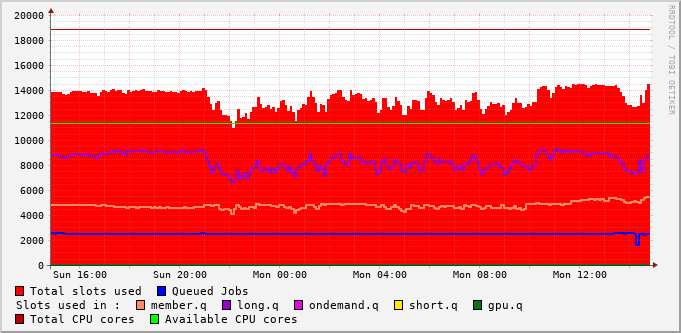 20000
18000
16000
14000
12000
10000
8000
6000
4000
2000
0
Sun 16:00 Sun 20:00 Mon 00:00 Mon 04:00 Mon 08:00 Mon 12:00
Total slots used Queued Jobs
Slots used in : member.q long.q ondemand.q short.q gpu.q
Total CPU cores Available CPU cores
RRDTOOL / TOBI OETIKER